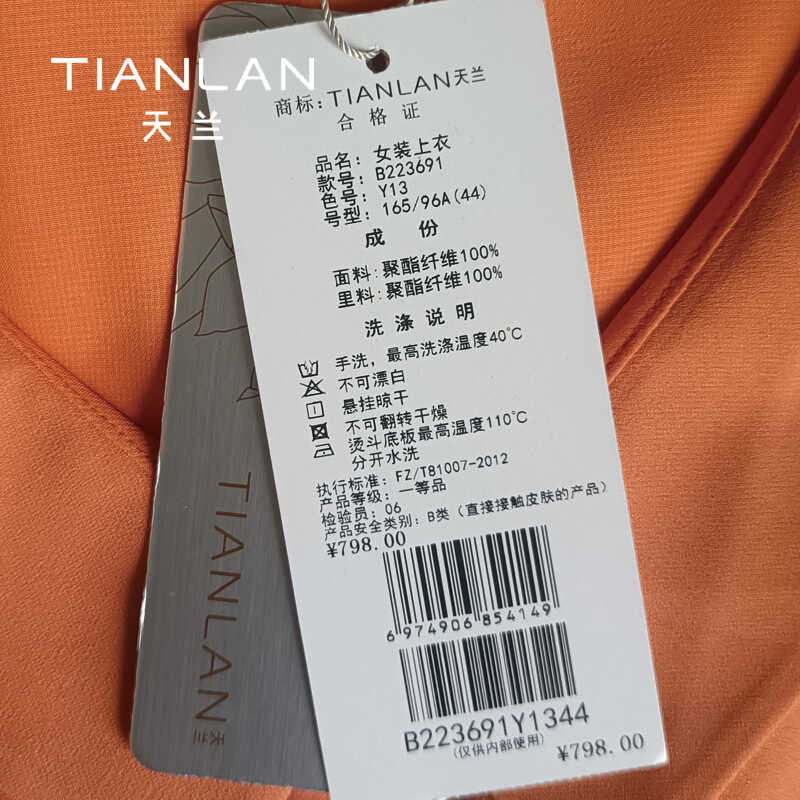 TIANLAN
天兰
商标：TIANLAN天兰
合格证
品名：女装上衣
款号：B223691
色号：Y13
号型：165/96A(44)
成份
面料：聚酯纤维100%
里料：聚酯纤维100%
洗涤说明
手洗，最高洗涤温度40℃
不可漂白
悬挂晾干
不可翻转干燥
烫斗底板最高温度110℃
分开水洗
执行标准：FZ/T81007-2012
产品等级：一等品
检验员：06
产品安全类别：B类（直接接触皮肤的产品）
¥798.00
6974906854149
B223691Y1344
(仅供内部使用)
¥798.00
TIANLAN天兰